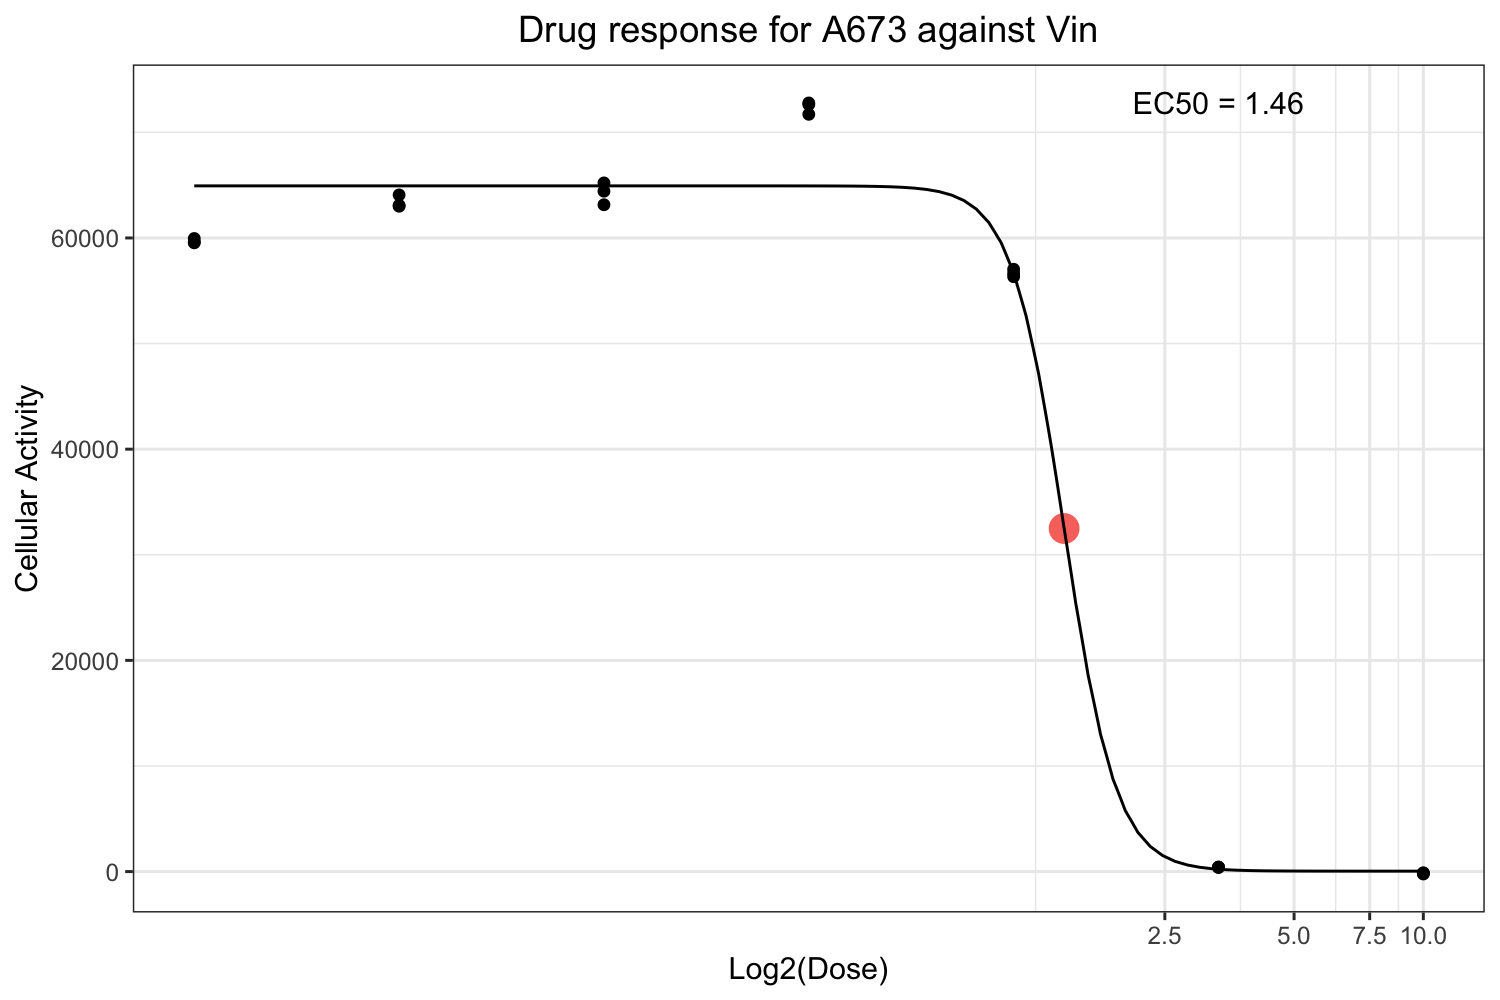 Drug response for A673 against Vin
EC50 = 1.46
Cellular Activity
60000
40000
20000
0
2.5 5.0 7.5 10.0
Log2(Dose)